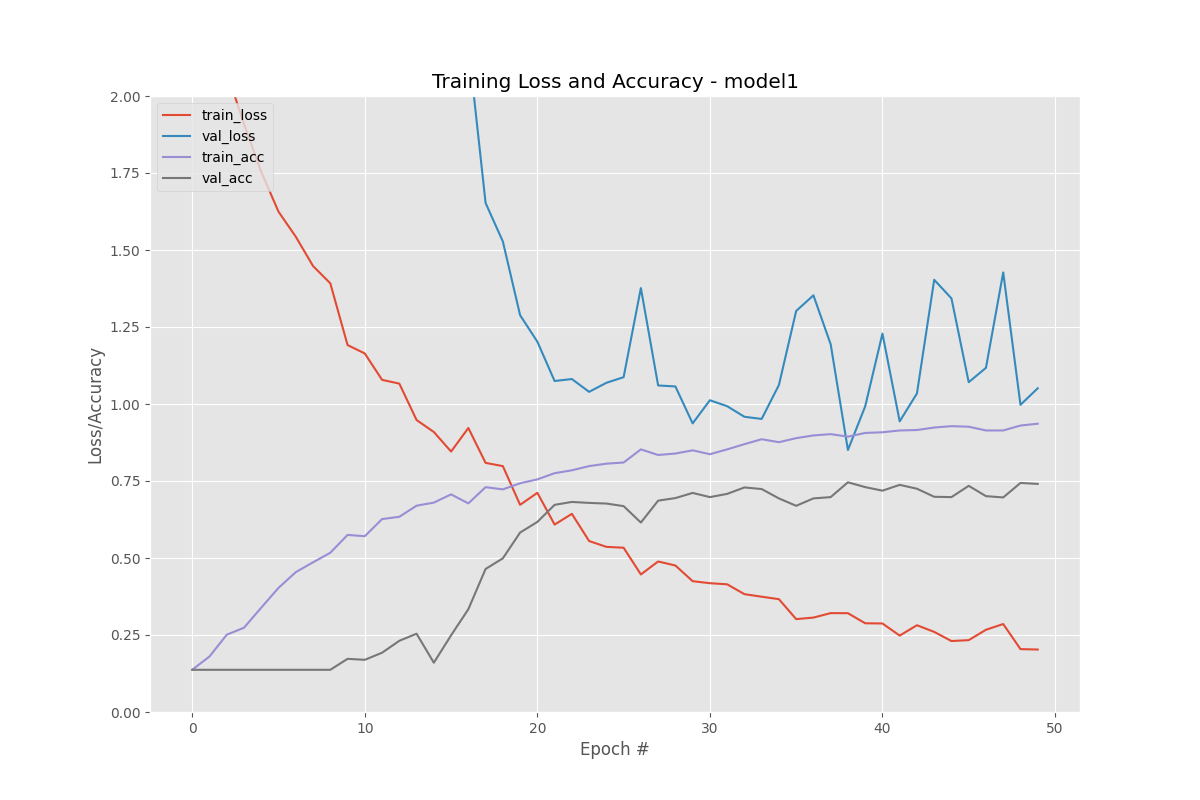 Training Loss and Accuracy - model1
train_loss
val_loss
train_acc
val_acc
2.00
1.75
1.50
1.25
1.00
0.75
0.50
0.25
0.00
Loss/Accuracy
0 10 20 30 40 50
Epoch #